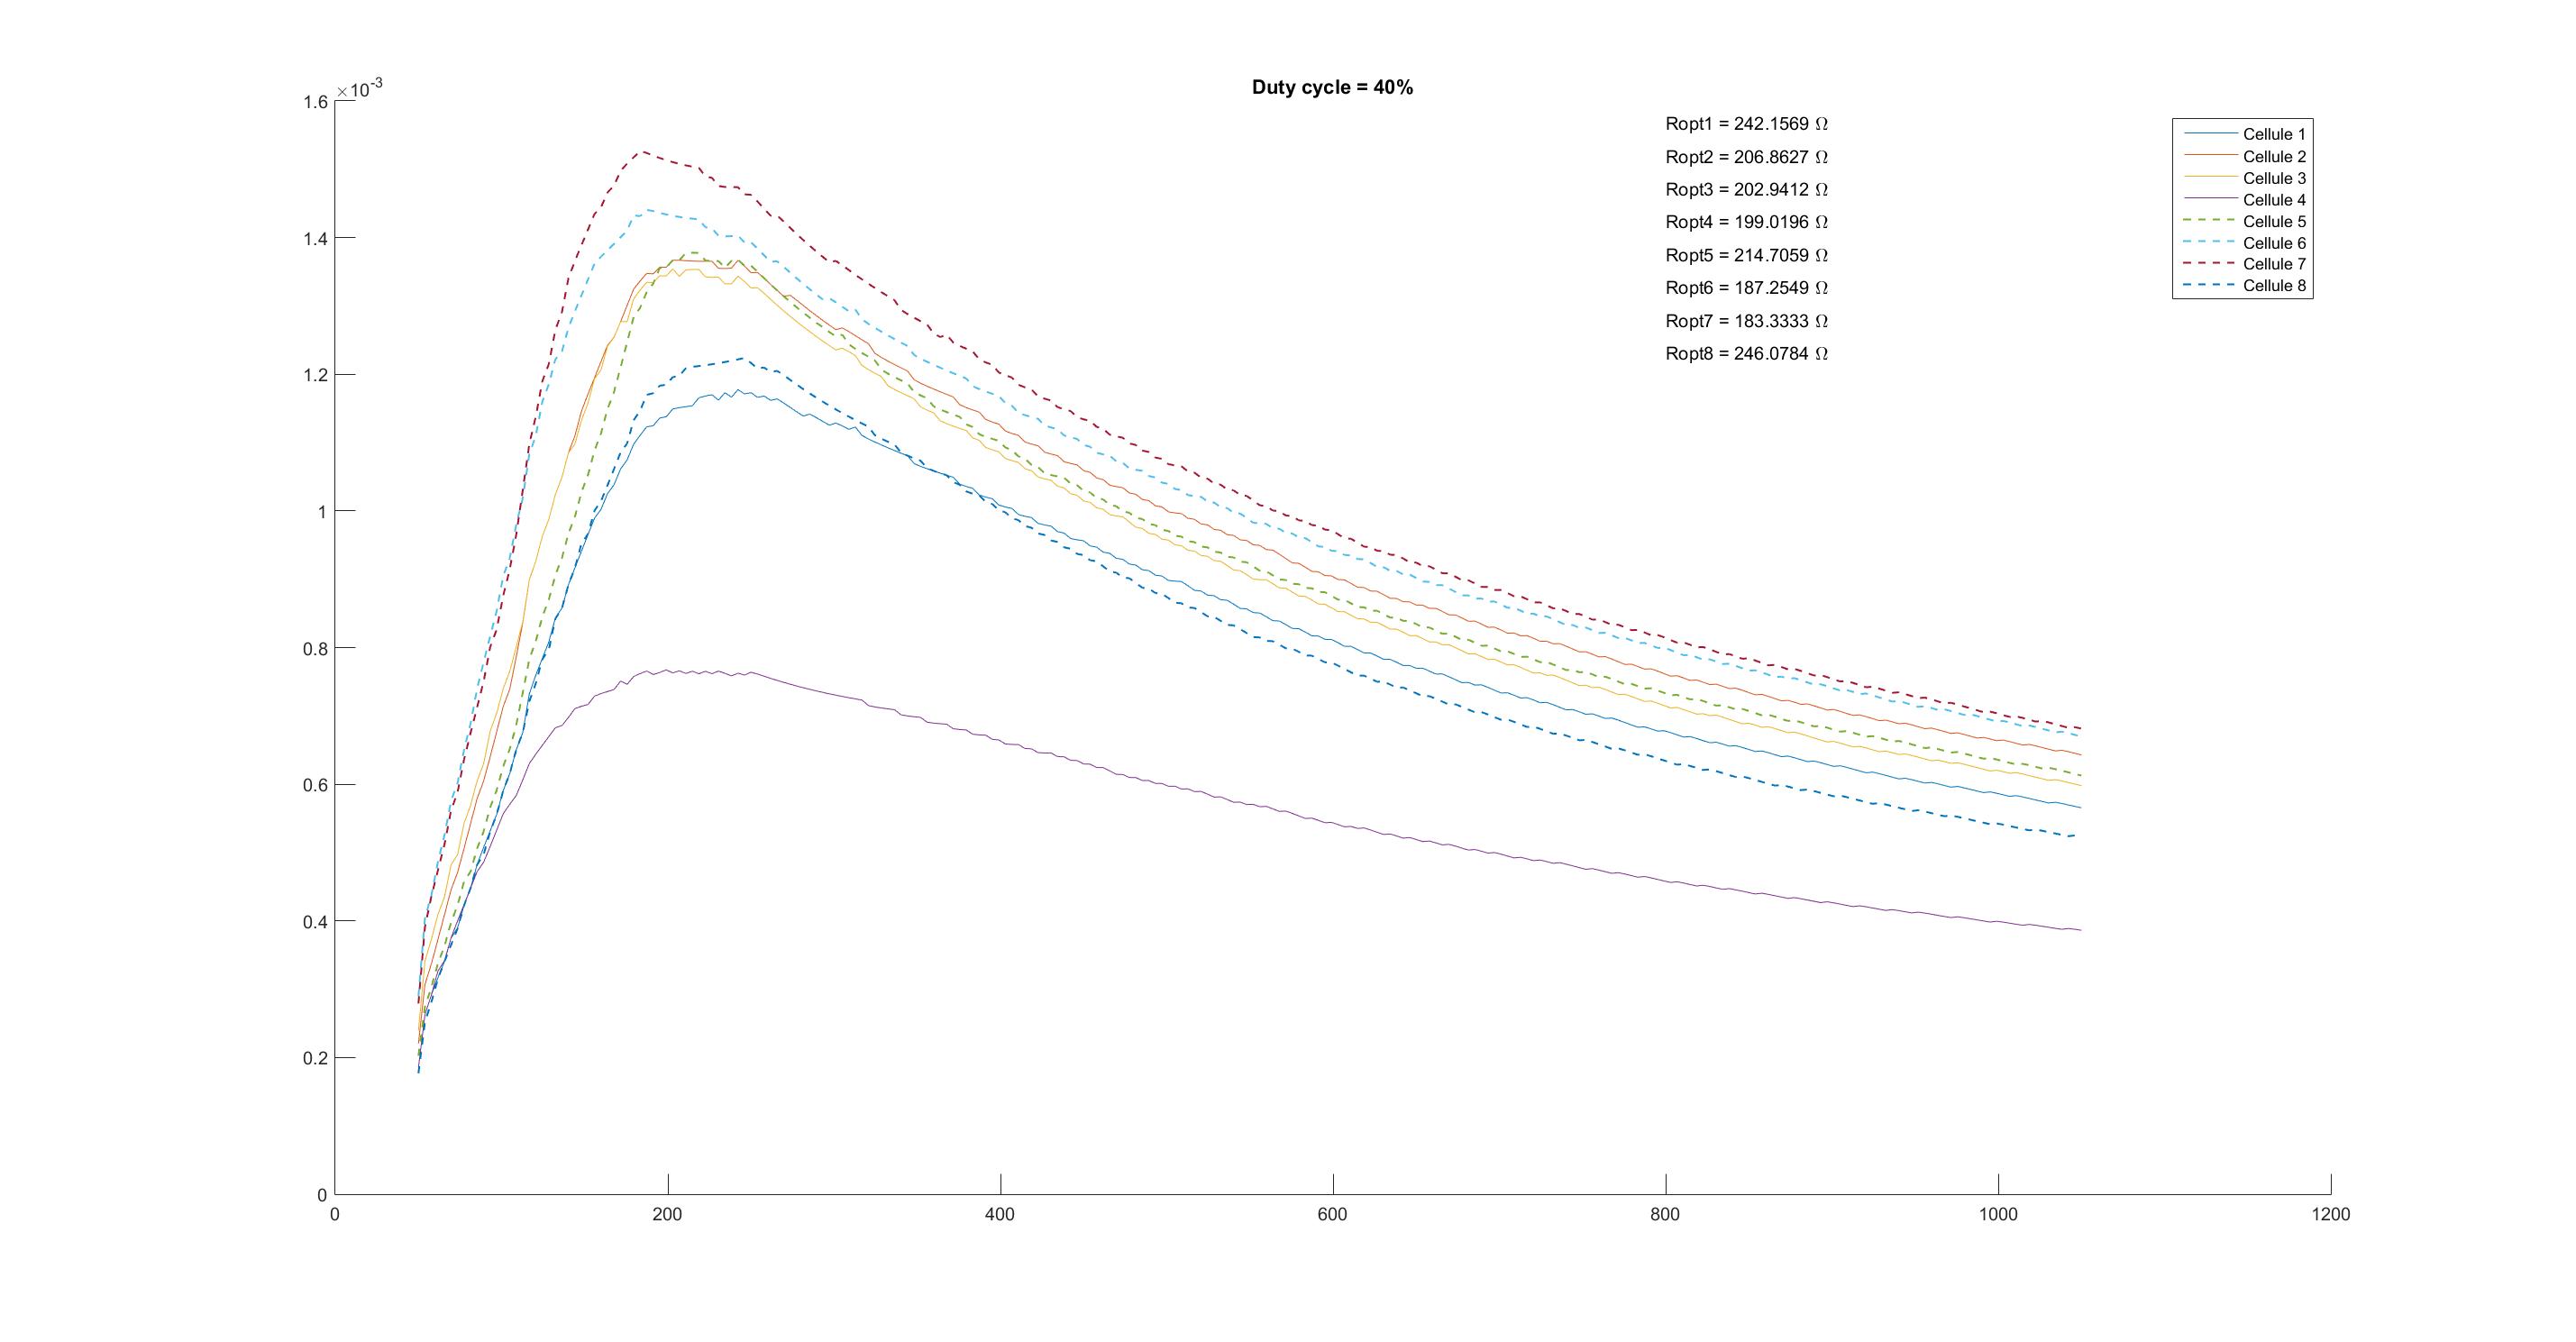 Duty cycle = 40%
×10-3
1.6
1.4
1.2
1
0.8
0.6
0.4
0.2
0
0
200
400
600
800
1000
1200
Ropt1 = 242.1569 Ω
Ropt2 = 206.8627 Ω
Ropt3 = 202.9412 Ω
Ropt4 = 199.0196 Ω
Ropt5 = 214.7059 Ω
Ropt6 = 187.2549 Ω
Ropt7 = 183.3333 Ω
Ropt8 = 246.0784 Ω
Cellule 1
Cellule 2
Cellule 3
Cellule 4
Cellule 5
Cellule 6
Cellule 7
Cellule 8